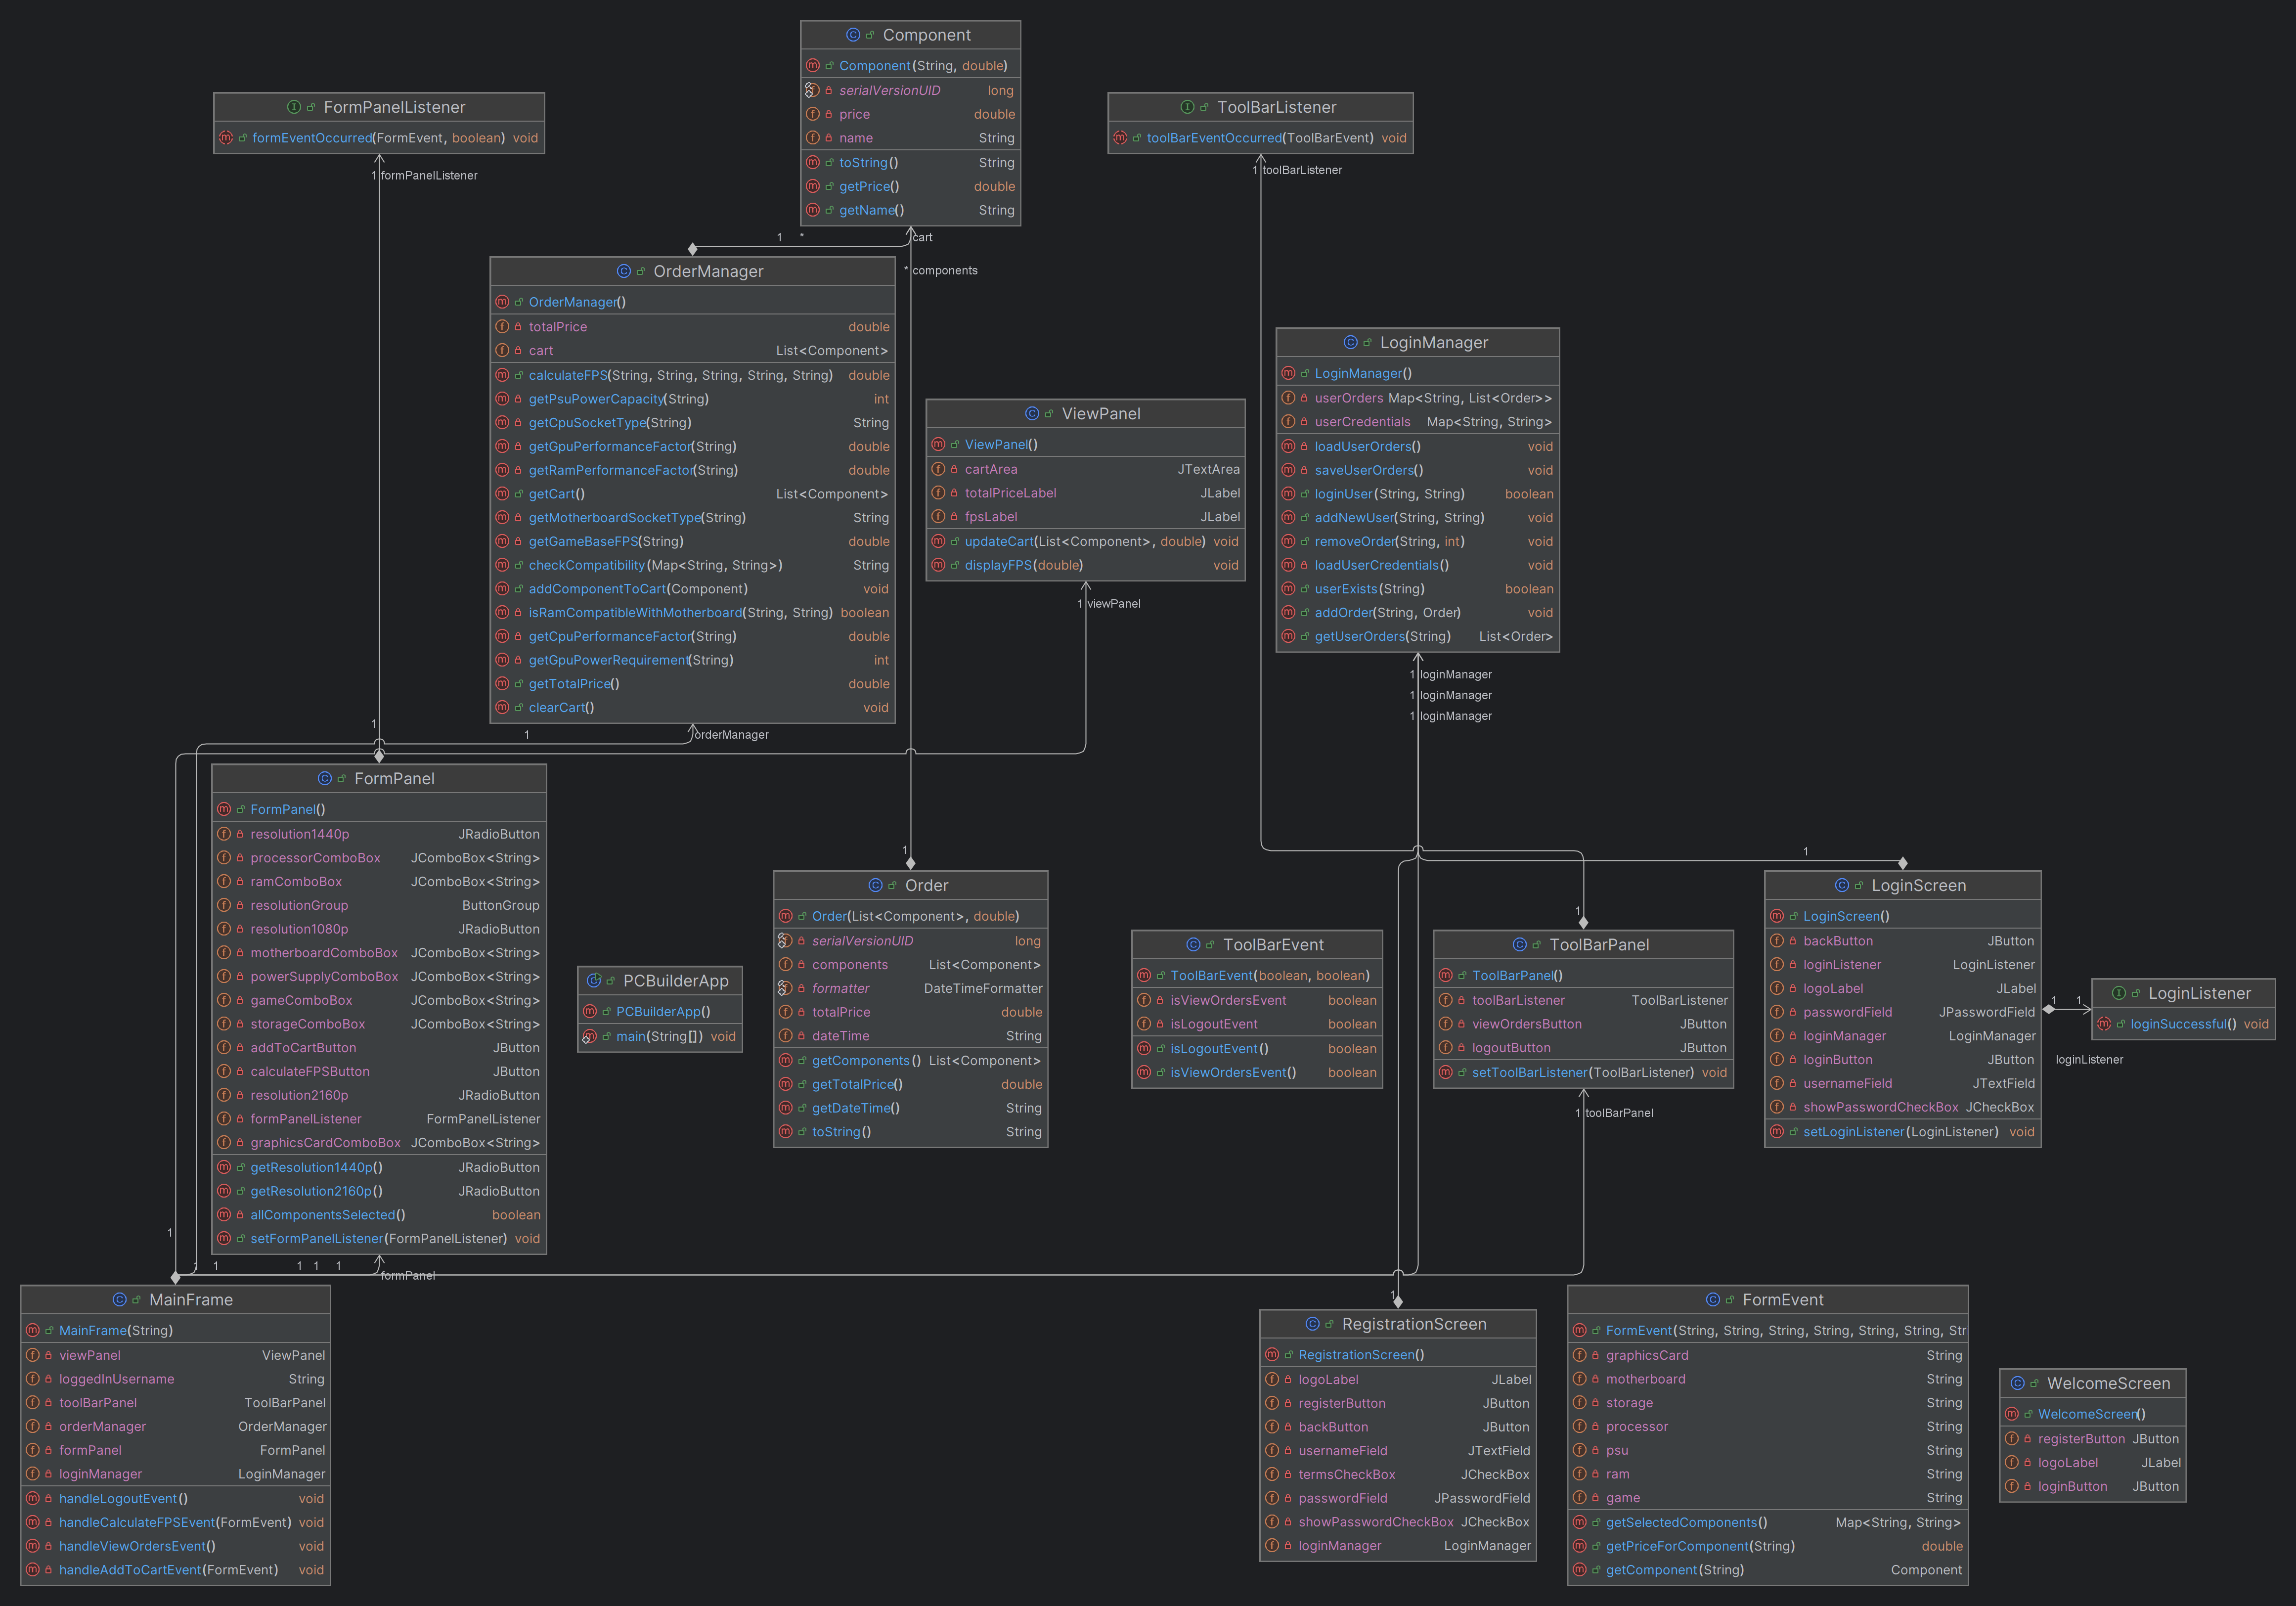 Component
Component(String, double)
serialVersionUID long
price double
name String
toString() String
getPrice() double
getName() String
FormPanelListener
formEventOccurred(FormEvent, boolean) void
1 formPanelListener
ToolBarListener
toolBarEventOccurred(ToolBarEvent) void
1 toolBarListener
1 * cart
* components
OrderManager
OrderManager()
totalPrice double
cart List<Component>
calculateFPS(String, String, String, String, String) double
getPsuPowerCapacity(String) int
getCpuSocketType(String) String
getGpuPerformanceFactor(String) double
getRamPerformanceFactor(String) double
getCart() List<Component>
getMotherboardSocketType(String) String
getGameBaseFPS(String) double
checkCompatibility(Map<String, String>) String
addComponentToCart(Component) void
isRamCompatibleWithMotherboard(String, String) boolean
getCpuPerformanceFactor(String) double
getGpuPowerRequirement(String) int
getTotalPrice() double
clearCart() void
ViewPanel
ViewPanel()
cartArea JTextArea
totalPriceLabel JLabel
fpsLabel JLabel
updateCart(List<Component>, double) void
displayFPS(double) void
1 viewPanel
LoginManager
LoginManager()
userOrders Map<String, List<Order>>
userCredentials Map<String, String>
loadUserOrders() void
saveUserOrders() void
loginUser(String, String) boolean
addNewUser(String, String) void
removeOrder(String, int) void
loadUserCredentials() void
userExists(String) boolean
addOrder(String, Order) void
getUserOrders(String) List<Order>
1 loginManager
1 loginManager
1 loginManager
1
1 orderManager
FormPanel
FormPanel()
resolution1440p JRadioButton
processorComboBox JComboBox<String>
ramComboBox JComboBox<String>
resolutionGroup ButtonGroup
resolution1080p JRadioButton
motherboardComboBox JComboBox<String>
powerSupplyComboBox JComboBox<String>
gameComboBox JComboBox<String>
storageComboBox JComboBox<String>
addToCartButton JButton
calculateFPSButton JButton
resolution2160p JRadioButton
formPanelListener FormPanelListener
graphicsCardComboBox JComboBox<String>
getResolution1440p() JRadioButton
getResolution2160p() JRadioButton
allComponentsSelected() boolean
setFormPanelListener(FormPanelListener) void
PCBuilderApp
PCBuilderApp()
main(String[]) void
1
Order
Order(List<Component>, double)
serialVersionUID long
components List<Component>
formatter DateTimeFormatter
totalPrice double
dateTime String
getComponents() List<Component>
getTotalPrice() double
getDateTime() String
toString() String
ToolBarEvent
ToolBarEvent(boolean, boolean)
isViewOrdersEvent boolean
isLogoutEvent boolean
isLogoutEvent() boolean
isViewOrdersEvent() boolean
1
ToolBarPanel
ToolBarPanel()
toolBarListener ToolBarListener
viewOrdersButton JButton
logoutButton JButton
setToolBarListener(ToolBarListener) void
1 toolBarPanel
1
LoginScreen
LoginScreen()
backButton JButton
loginListener LoginListener
logoLabel JLabel
passwordField JPasswordField
loginManager LoginManager
loginButton JButton
usernameField JTextField
showPasswordCheckBox JCheckBox
setLoginListener(LoginListener) void
1 1
loginListener
LoginListener
loginSuccessful() void
1
1 1 1 1 1 formPanel
MainFrame
MainFrame(String)
viewPanel ViewPanel
loggedInUsername String
toolBarPanel ToolBarPanel
orderManager OrderManager
formPanel FormPanel
loginManager LoginManager
handleLogoutEvent() void
handleCalculateFPSEvent(FormEvent) void
handleViewOrdersEvent() void
handleAddToCartEvent(FormEvent) void
1
RegistrationScreen
RegistrationScreen()
logoLabel JLabel
registerButton JButton
backButton JButton
usernameField JTextField
termsCheckBox JCheckBox
passwordField JPasswordField
showPasswordCheckBox JCheckBox
loginManager LoginManager
FormEvent
FormEvent(String, String, String, String, String, String, Str
graphicsCard String
motherboard String
storage String
processor String
psu String
ram String
game String
getSelectedComponents() Map<String, String>
getPriceForComponent(String) double
getComponent(String) Component
WelcomeScreen
WelcomeScreen()
registerButton JButton
logoLabel JLabel
loginButton JButton